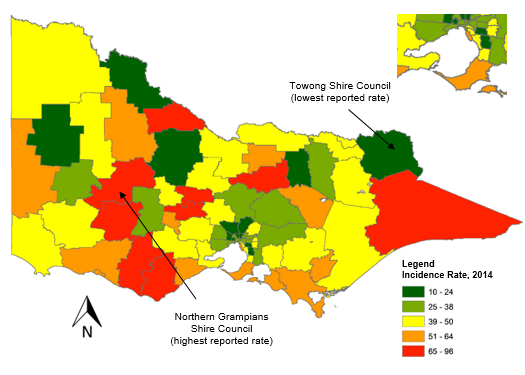 Towong Shire Council
(lowest reported rate)
Legend
Incidence Rate, 2014
10 - 24
25 - 38
39 - 50
51 - 64
65 - 96
N
Northern Grampians
Shire Council
(highest reported rate)